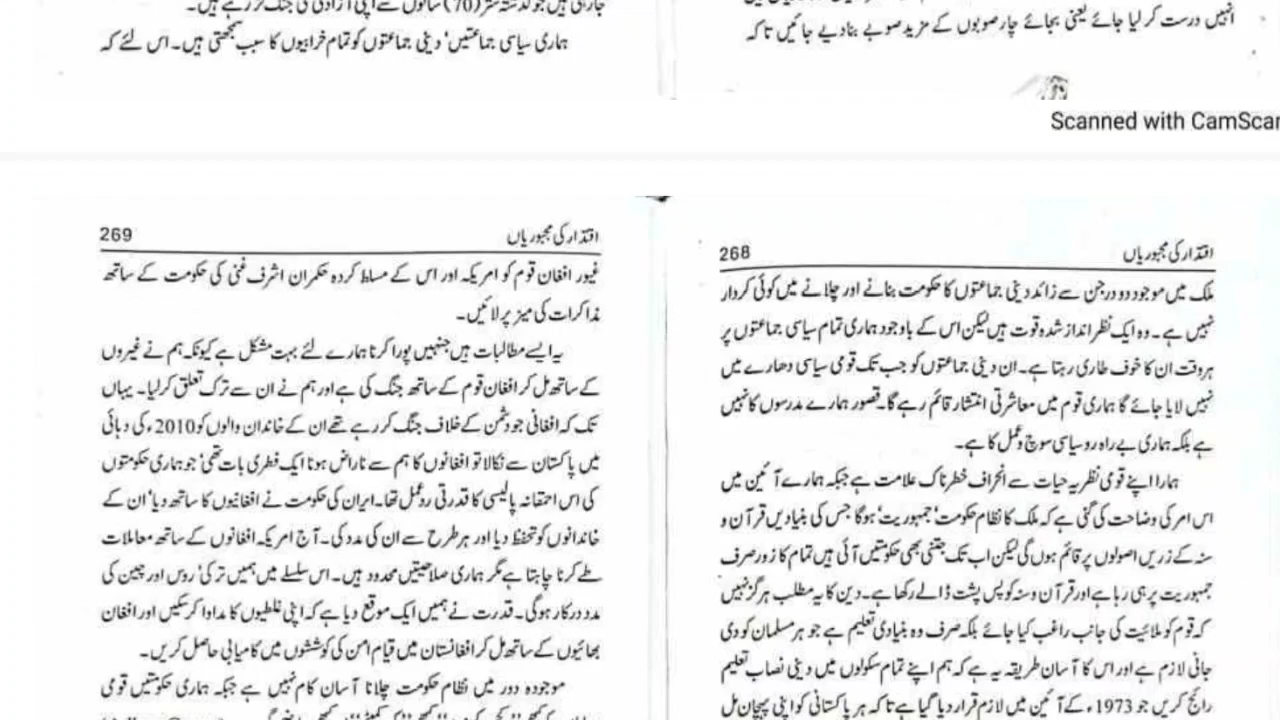 انہیں درست کر لیا جائے یعنی بجائے چار صوبوں کے مزید صوبے بنا دیے جائیں تاکہ
جارہی ہیں جو گذشتہ ستر (70) سالوں سے اپنی آزادی کی جنگ لڑ رہے ہیں۔
ہماری سیاسی جماعتیں' دینی جماعتوں کو تمام خرابیوں کا سبب سمجھتی ہیں۔ اس لئے کہ
Scanned with CamScan
268 اقتدار کی مجبوریاں
ملک میں موجود دو درجن سے زائد دینی جماعتوں کا حکومت بنانے اور چلانے میں کوئی کردار
نہیں ہے۔ وہ ایک نظر انداز شدہ قوت ہیں لیکن اس کے باوجود ہماری تمام سیاسی جماعتوں پر
ہر وقت ان کا خوف طاری رہتا ہے۔ ان دینی جماعتوں کو جب تک قومی سیاسی دھارے میں
نہیں لایا جائے گا ہماری قوم میں معاشرتی انتشار قائم رہے گا۔ قصور ہمارے مدرسوں کا نہیں
ہے بلکہ ہماری بے راہ رو سیاسی سوچ و عمل کا ہے۔
ہمارا اپنے قومی نظریہ حیات سے انحراف خطرناک علامت ہے جبکہ ہمارے آئین میں
اس امر کی وضاحت کی گئی ہے کہ ملک کا نظام حکومت 'جمہوریت' ہوگا جس کی بنیادیں قرآن و
سنہ کے زریں اصولوں پر قائم ہوں گی لیکن اب تک جتنی بھی حکومتیں آئی ہیں تمام کا زور صرف
جمہوریت پر ہی رہا ہے اور قرآن و سنہ کو پس پشت ڈالے رکھا ہے۔ دین کا یہ مطلب ہرگز نہیں
کہ قوم کو ملائیت کی جانب راغب کیا جائے بلکہ صرف وہ بنیادی تعلیم ہے جو ہر مسلمان کو دی
جانی لازم ہے اور اس کا آسان طریقہ یہ ہے کہ ہم اپنے تمام سکولوں میں دینی نصاب تعلیم
رائج کریں جو 1973ء کے آئین میں لازم قرار دیا گیا ہے تاکہ ہر پاکستانی کو اپنی پہچان مل
269 اقتدار کی مجبوریاں
غیور افغان قوم کو امریکہ اور اس کے مسلط کردہ حکمران اشرف غنی کی حکومت کے ساتھ
مذاکرات کی میز پر لائیں۔
یہ ایسے مطالبات ہیں جنہیں پورا کرنا ہمارے لئے بہت مشکل ہے کیونکہ ہم نے غیروں
کے ساتھ مل کر افغان قوم کے ساتھ جنگ کی ہے اور ہم نے ان سے ترک تعلق کر لیا۔ یہاں
تک کہ افغانی جو دشمن کے خلاف جنگ کر رہے تھے ان کے خاندان والوں کو 2010ء کی دہائی
میں پاکستان سے نکالا تو افغانوں کا ہم سے ناراض ہونا ایک فطری بات تھی' جو ہماری حکومتوں
کی اس احمقانہ پالیسی کا قدرتی ردعمل تھا۔ ایران کی حکومت نے افغانیوں کا ساتھ دیا' ان کے
خاندانوں کو تحفظ دیا اور ہر طرح سے ان کی مدد کی۔ آج امریکہ افغانوں کے ساتھ معاملات
طے کرنا چاہتا ہے مگر ہماری صلاحیتیں محدود ہیں۔ اس سلسلے میں ہمیں ترکی' روس اور چین کی
مدد درکار ہوگی۔ قدرت نے ہمیں ایک موقع دیا ہے کہ اپنی غلطیوں کا مداوا کر سکیں اور افغان
بھائیوں کے ساتھ مل کر افغانستان میں قیام امن کی کوششوں میں کامیابی حاصل کریں۔
موجودہ دور میں نظام حکومت چلانا آسان کام نہیں ہے جبکہ ہماری حکومتیں قومی